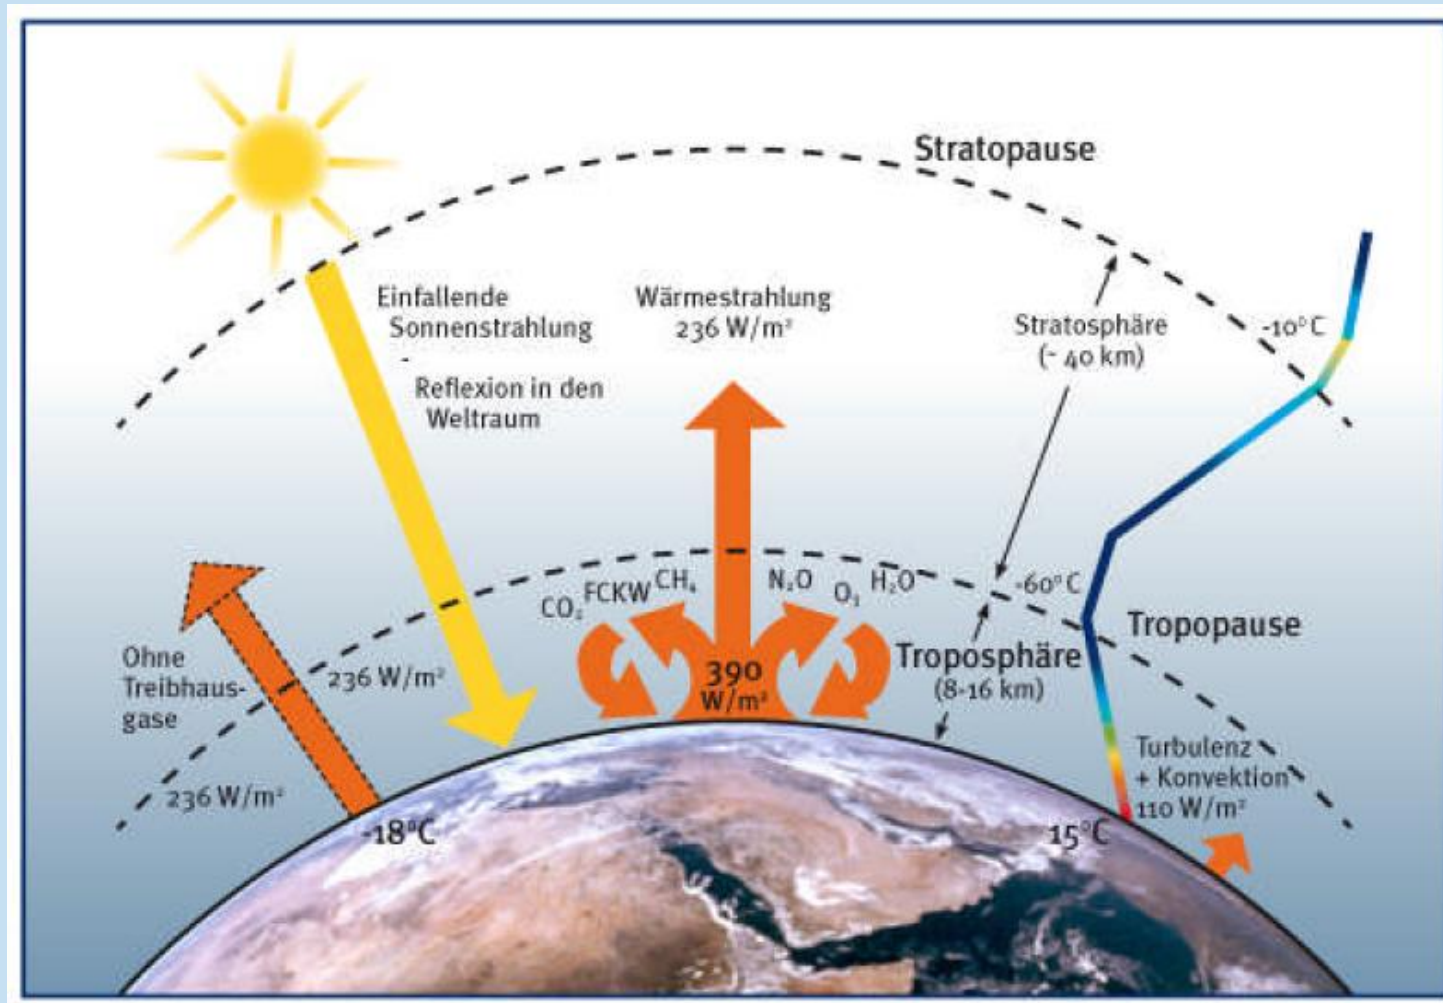 Stratopause
Einfallende
Sonnenstrahlung
-
Reflexion in den
Weltraum
Wärmestrahlung
236 W/m²
Stratosphäre
(~ 40 km)
-10°C
CO₂
FCKW
CH₄
N₂O
O₃
H₂O
-60°C
Tropopause
Ohne
Treibhaus-
gase
236 W/m²
390
W/m²
Troposphäre
(8-16 km)
Turbulenz
+ Konvektion
110 W/m²
236 W/m²
-18°C
15°C